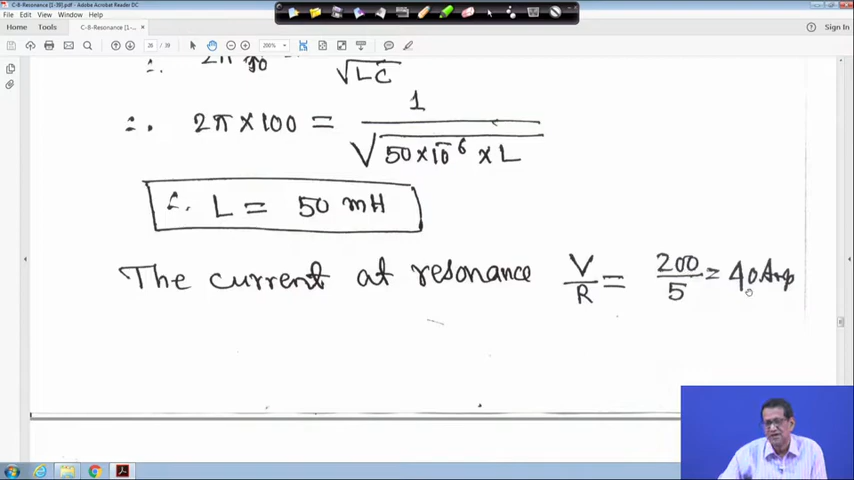 C-8-Resonance [1-39].pdf - Adobe Acrobat Reader DC
File Edit View Window Help
Home Tools C-8-Resonance [1-... ×
Sign In
26 / 39 200%
√LC
∴ 2π×100 = 1 / √(50×10⁻⁶ × L)
∴ L = 50 mH
The current at resonance V/R = 200/5 = 40 Amp